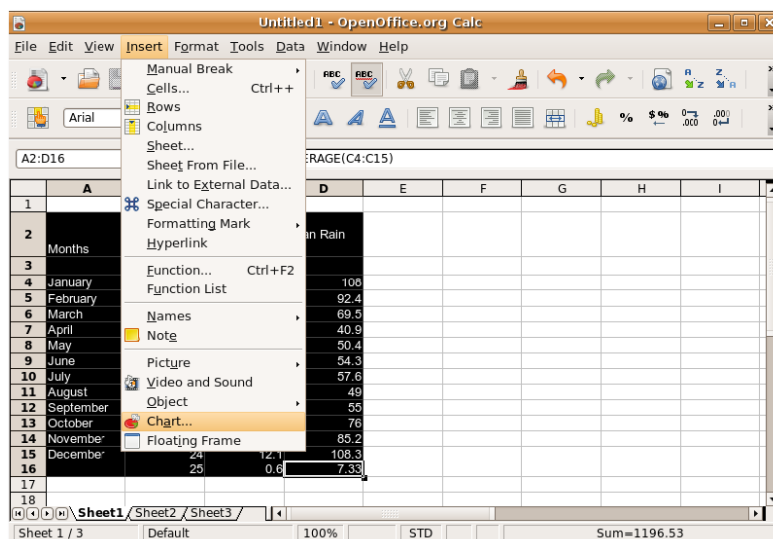 Untitled1 - OpenOffice.org Calc
File Edit View Insert Format Tools Data Window Help
Manual Break
Cells... Ctrl++
Rows
Columns
Sheet...
Sheet From File...
Link to External Data...
Special Character...
Formatting Mark
Hyperlink
Function... Ctrl+F2
Function List
Names
Note
Picture
Video and Sound
Object
Chart...
Floating Frame
ABC ABC
Arial
% $% .000 .000
A2:D16 ERAGE(C4:C15)
A D E F G H I
1
2 Months an Rain
3
4 January 108
5 February 92.4
6 March 69.5
7 April 40.9
8 May 50.4
9 June 54.3
10 July 57.6
11 August 49
12 September 55
13 October 76
14 November 85.2
15 December 24 12.1 108.3
16 25 0.6 7.33
17
18
Sheet1 Sheet2 Sheet3
Sheet 1 / 3 Default 100% STD Sum=1196.53